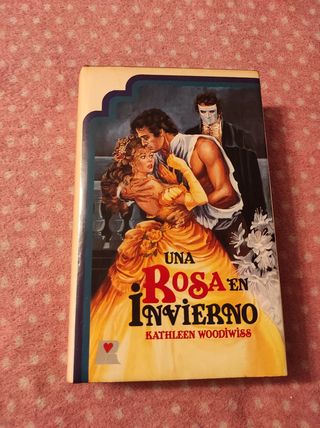 UNA
ROSA EN
INVIERNO
KATHLEEN WOODIWISS